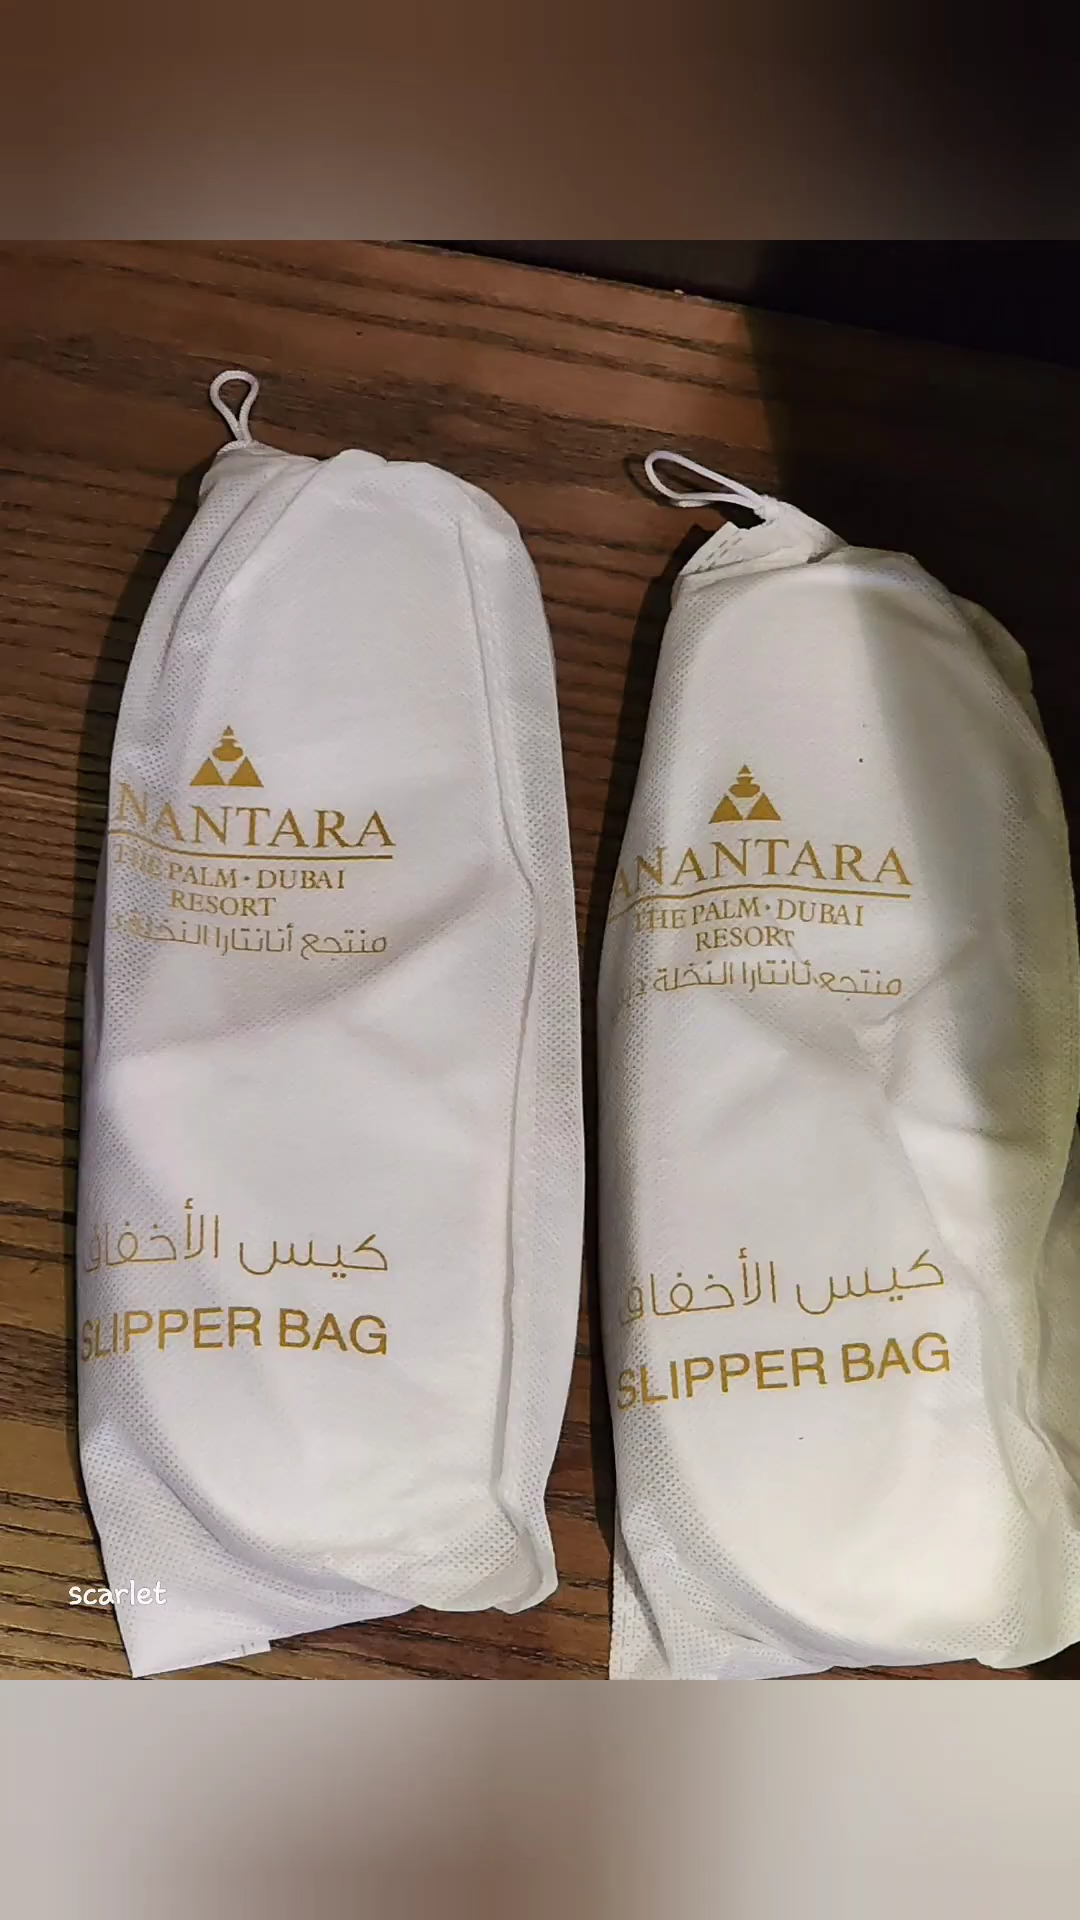 NANTARA
THE PALM · DUBAI
RESORT
منتجع أنانتارا النخلة
كيس الأخفاف
SLIPPER BAG
ANANTARA
THE PALM · DUBAI
RESORT
منتجع أنانتارا النخلة
كيس الأخفاف
SLIPPER BAG
scarlet